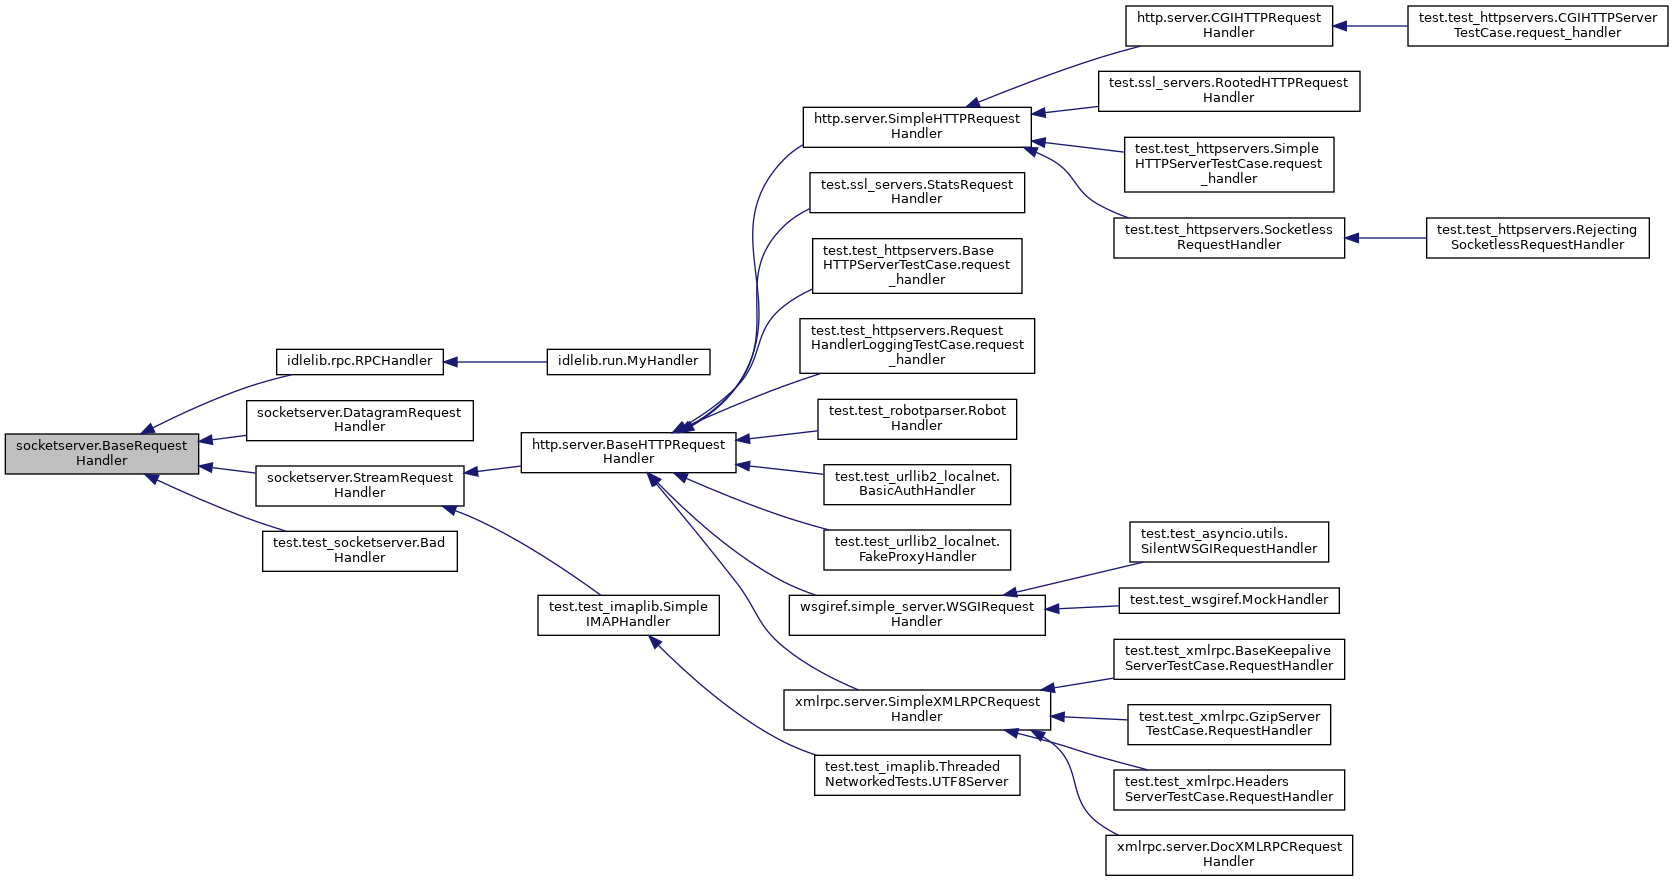 socketserver.BaseRequest
Handler
idlelib.rpc.RPCHandler
socketserver.DatagramRequest
Handler
socketserver.StreamRequest
Handler
test.test_socketserver.Bad
Handler
idlelib.run.MyHandler
http.server.BaseHTTPRequest
Handler
test.test_imaplib.Simple
IMAPHandler
http.server.SimpleHTTPRequest
Handler
test.ssl_servers.StatsRequest
Handler
test.test_httpservers.Base
HTTPServerTestCase.request
_handler
test.test_httpservers.Request
HandlerLoggingTestCase.request
_handler
test.test_robotparser.Robot
Handler
test.test_urllib2_localnet.
BasicAuthHandler
test.test_urllib2_localnet.
FakeProxyHandler
wsgiref.simple_server.WSGIRequest
Handler
xmlrpc.server.SimpleXMLRPCRequest
Handler
test.test_imaplib.Threaded
NetworkedTests.UTF8Server
http.server.CGIHTTPRequest
Handler
test.ssl_servers.RootedHTTPRequest
Handler
test.test_httpservers.Simple
HTTPServerTestCase.request
_handler
test.test_httpservers.Socketless
RequestHandler
test.test_asyncio.utils.
SilentWSGIRequestHandler
test.test_wsgiref.MockHandler
test.test_xmlrpc.BaseKeepalive
ServerTestCase.RequestHandler
test.test_xmlrpc.GzipServer
TestCase.RequestHandler
test.test_xmlrpc.Headers
ServerTestCase.RequestHandler
xmlrpc.server.DocXMLRPCRequest
Handler
test.test_httpservers.CGIHTTPServer
TestCase.request_handler
test.test_httpservers.Rejecting
SocketlessRequestHandler